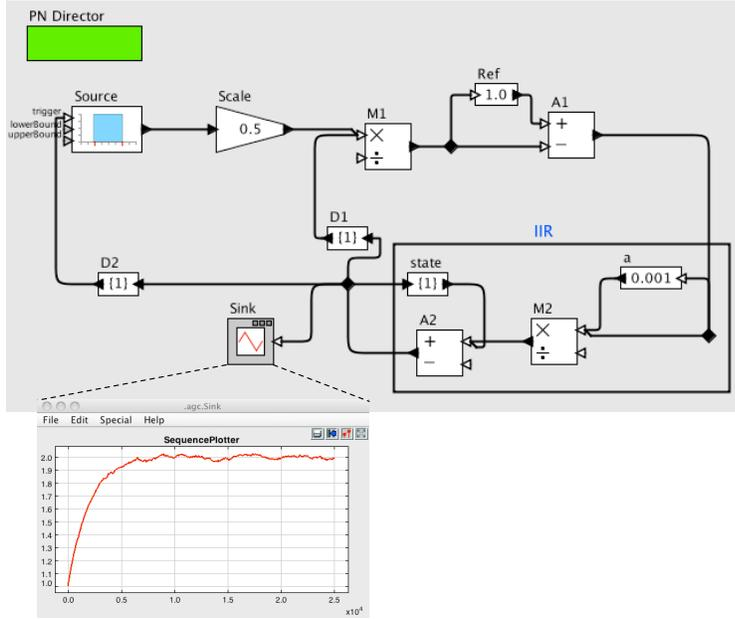 PN Director
Source
trigger
lowerBound
upperBound
Scale
0.5
M1
×
÷
Ref
1.0
A1
+
−
D1
{1}
IIR
D2
{1}
state
{1}
a
0.001
Sink
A2
+
−
M2
×
÷
.agc.Sink
File Edit Special Help
SequencePlotter
2.0
1.9
1.8
1.7
1.6
1.5
1.4
1.3
1.2
1.1
1.0
0.0 0.5 1.0 1.5 2.0 2.5
x10⁴